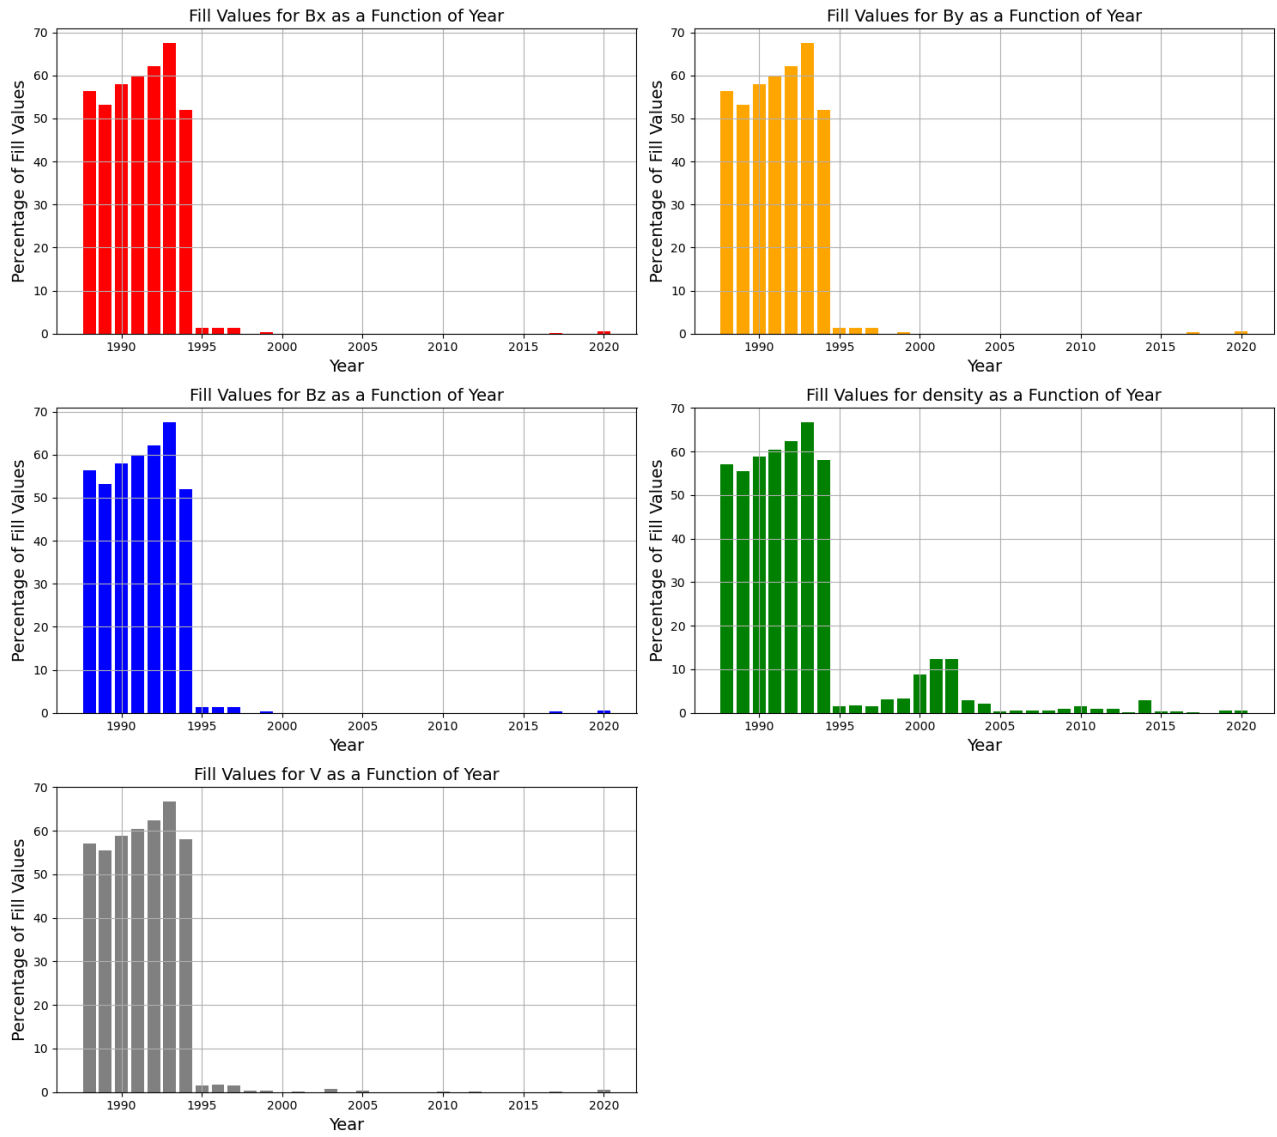 Fill Values for Bx as a Function of Year
Percentage of Fill Values
70
60
50
40
30
20
10
0
1990 1995 2000 2005 2010 2015 2020
Year
Fill Values for By as a Function of Year
Percentage of Fill Values
70
60
50
40
30
20
10
0
1990 1995 2000 2005 2010 2015 2020
Year
Fill Values for Bz as a Function of Year
Percentage of Fill Values
70
60
50
40
30
20
10
0
1990 1995 2000 2005 2010 2015 2020
Year
Fill Values for density as a Function of Year
Percentage of Fill Values
70
60
50
40
30
20
10
0
1990 1995 2000 2005 2010 2015 2020
Year
Fill Values for V as a Function of Year
Percentage of Fill Values
70
60
50
40
30
20
10
0
1990 1995 2000 2005 2010 2015 2020
Year